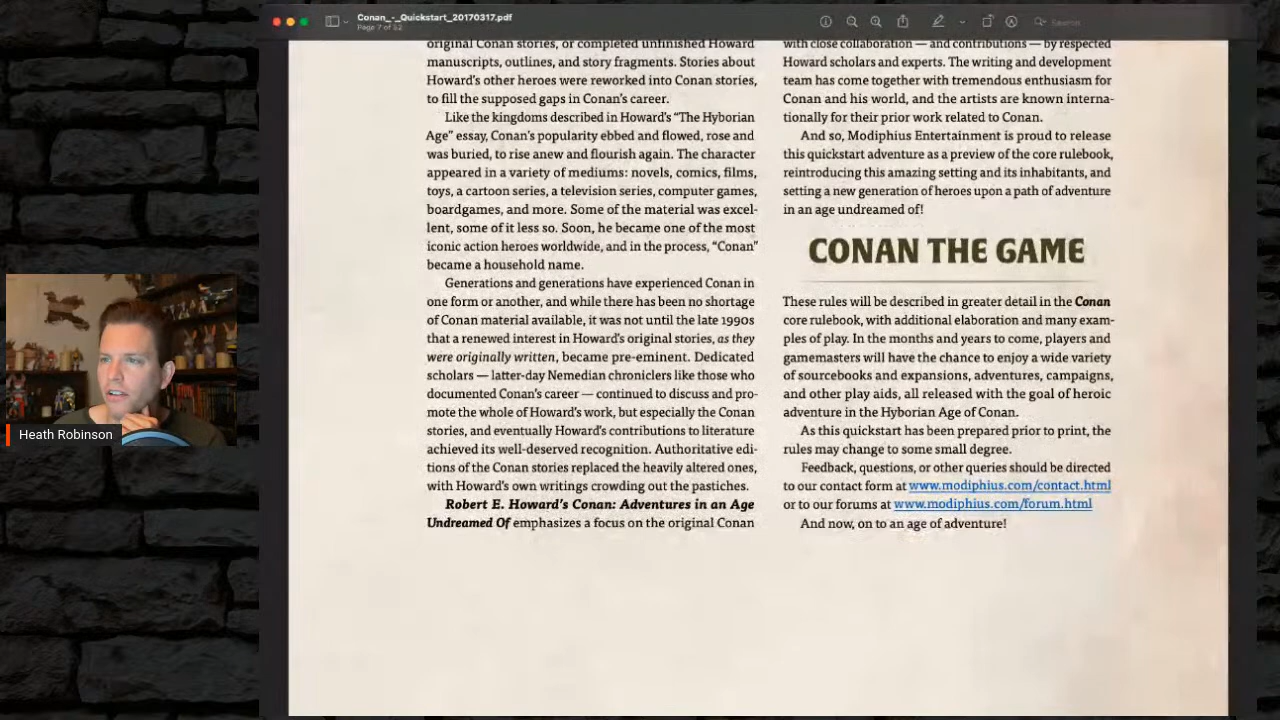 Conan_-_Quickstart_20170317.pdf
Page 7 of 52
Search
original Conan stories, or completed unfinished Howard
manuscripts, outlines, and story fragments. Stories about
Howard's other heroes were reworked into Conan stories,
to fill the supposed gaps in Conan's career.
Like the kingdoms described in Howard's “The Hyborian
Age” essay, Conan's popularity ebbed and flowed, rose and
was buried, to rise anew and flourish again. The character
appeared in a variety of mediums: novels, comics, films,
toys, a cartoon series, a television series, computer games,
boardgames, and more. Some of the material was excel-
lent, some of it less so. Soon, he became one of the most
iconic action heroes worldwide, and in the process, “Conan”
became a household name.
Generations and generations have experienced Conan in
one form or another, and while there has been no shortage
of Conan material available, it was not until the late 1990s
that a renewed interest in Howard's original stories, as they
were originally written, became pre-eminent. Dedicated
scholars — latter-day Nemedian chroniclers like those who
documented Conan's career — continued to discuss and pro-
mote the whole of Howard's work, but especially the Conan
stories, and eventually Howard's contributions to literature
achieved its well-deserved recognition. Authoritative edi-
tions of the Conan stories replaced the heavily altered ones,
with Howard's own writings crowding out the pastiches.
Robert E. Howard's Conan: Adventures in an Age
Undreamed Of emphasizes a focus on the original Conan
with close collaboration — and contributions — by respected
Howard scholars and experts. The writing and development
team has come together with tremendous enthusiasm for
Conan and his world, and the artists are known interna-
tionally for their prior work related to Conan.
And so, Modiphius Entertainment is proud to release
this quickstart adventure as a preview of the core rulebook,
reintroducing this amazing setting and its inhabitants, and
setting a new generation of heroes upon a path of adventure
in an age undreamed of!
CONAN THE GAME
These rules will be described in greater detail in the Conan
core rulebook, with additional elaboration and many exam-
ples of play. In the months and years to come, players and
gamemasters will have the chance to enjoy a wide variety
of sourcebooks and expansions, adventures, campaigns,
and other play aids, all released with the goal of heroic
adventure in the Hyborian Age of Conan.
As this quickstart has been prepared prior to print, the
rules may change to some small degree.
Feedback, questions, or other queries should be directed
to our contact form at www.modiphius.com/contact.html
or to our forums at www.modiphius.com/forum.html
And now, on to an age of adventure!
Heath Robinson